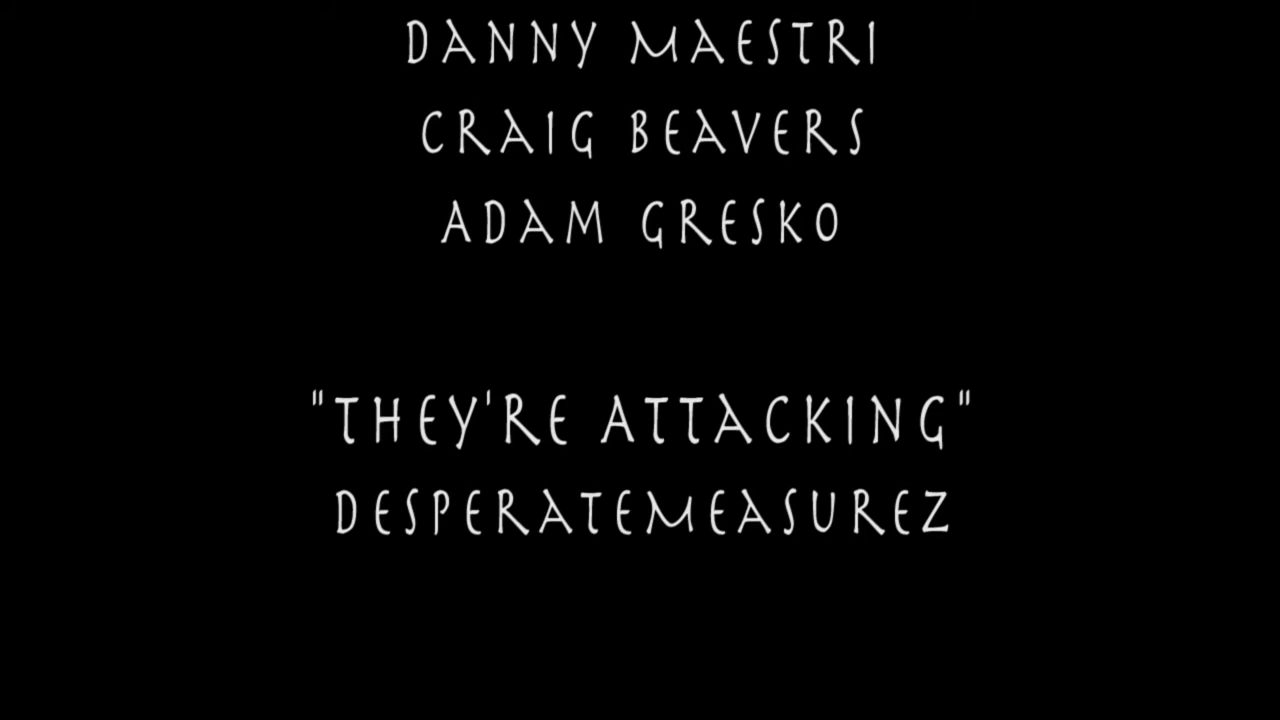 DANNY MAESTRI
CRAIG BEAVERS
ADAM GRESKO
"THEY'RE ATTACKING"
DESPERATEMEASUREZ